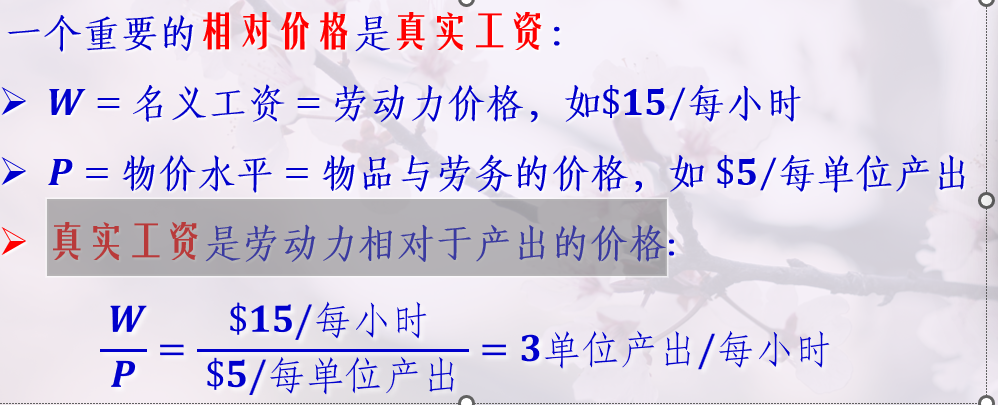 一个重要的相对价格是真实工资：
➢ W = 名义工资 = 劳动力价格，如$15/每小时
➢ P = 物价水平 = 物品与劳务的价格，如 $5/每单位产出
➢ 真实工资是劳动力相对于产出的价格:
W/P = $15/每小时 / $5/每单位产出 = 3单位产出/每小时